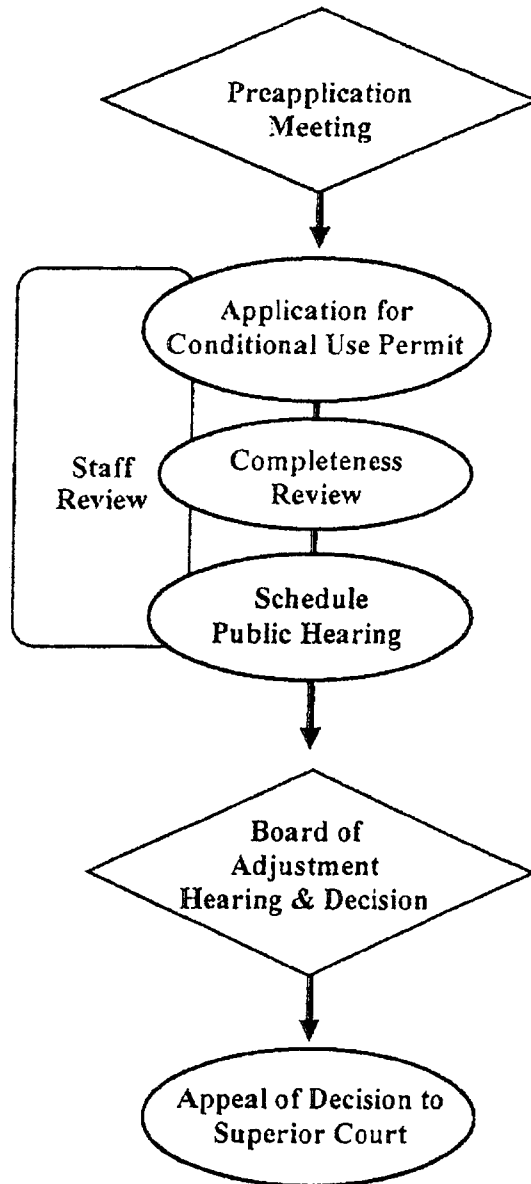 Preapplication
Meeting
Application for
Conditional Use Permit
Staff
Review
Completeness
Review
Schedule
Public Hearing
Board of
Adjustment
Hearing & Decision
Appeal of Decision to
Superior Court